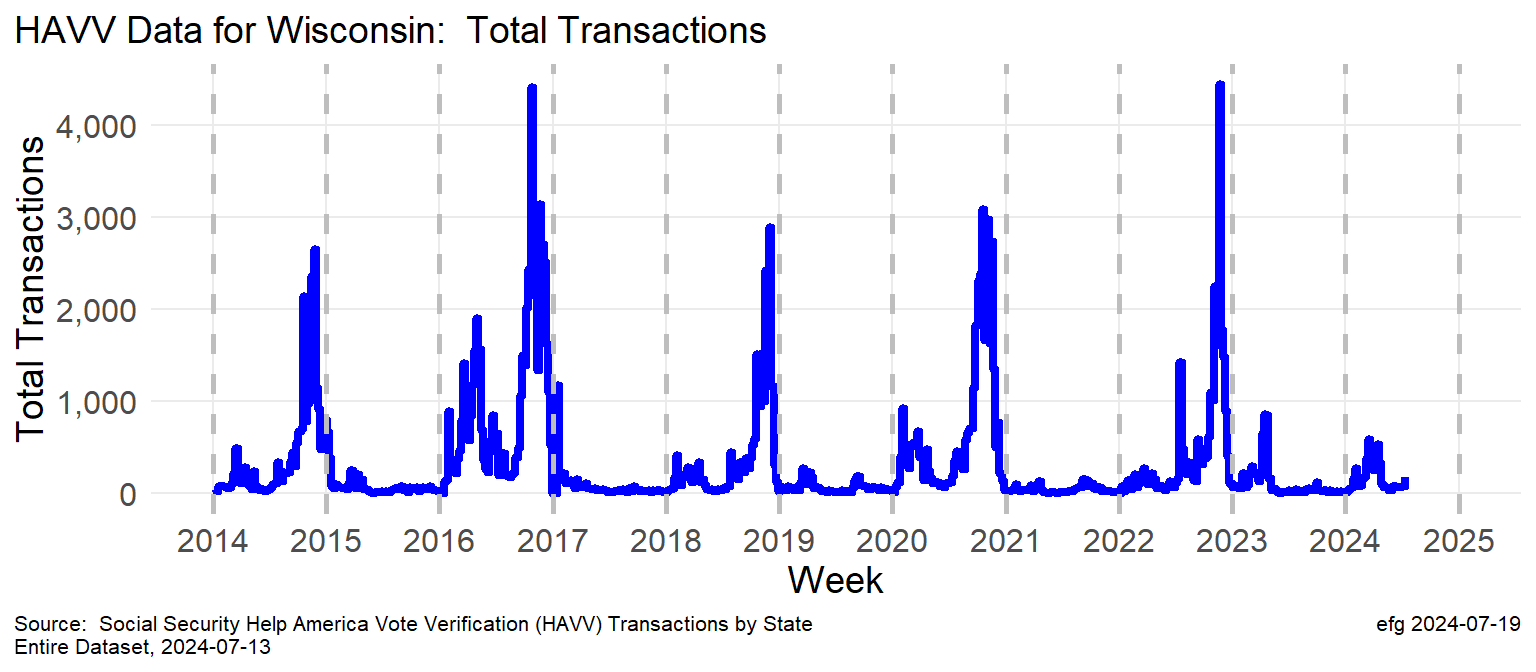 HAVV Data for Wisconsin:  Total Transactions
Total Transactions
4,000
3,000
2,000
1,000
0
2014 2015 2016 2017 2018 2019 2020 2021 2022 2023 2024 2025
Week
Source:  Social Security Help America Vote Verification (HAVV) Transactions by State
Entire Dataset, 2024-07-13
efg 2024-07-19